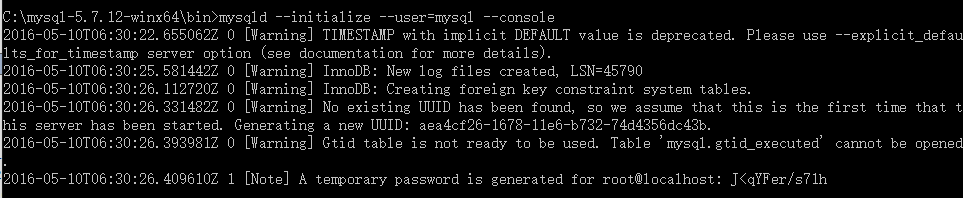 C:\mysql-5.7.12-winx64\bin>mysqld --initialize --user=mysql --console
2016-05-10T06:30:22.655062Z 0 [Warning] TIMESTAMP with implicit DEFAULT value is deprecated. Please use --explicit_defau
lts_for_timestamp server option (see documentation for more details).
2016-05-10T06:30:25.581442Z 0 [Warning] InnoDB: New log files created, LSN=45790
2016-05-10T06:30:26.112720Z 0 [Warning] InnoDB: Creating foreign key constraint system tables.
2016-05-10T06:30:26.331482Z 0 [Warning] No existing UUID has been found, so we assume that this is the first time that t
his server has been started. Generating a new UUID: aea4cf26-1678-11e6-b732-74d4356dc43b.
2016-05-10T06:30:26.393981Z 0 [Warning] Gtid table is not ready to be used. Table 'mysql.gtid_executed' cannot be opened
.
2016-05-10T06:30:26.409610Z 1 [Note] A temporary password is generated for root@localhost: J<qYFer/s7lh